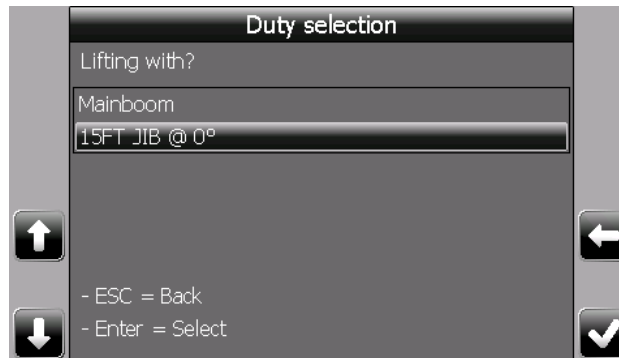 Duty selection
Lifting with?
Mainboom
15FT JIB @ 0°
- ESC = Back
- Enter = Select